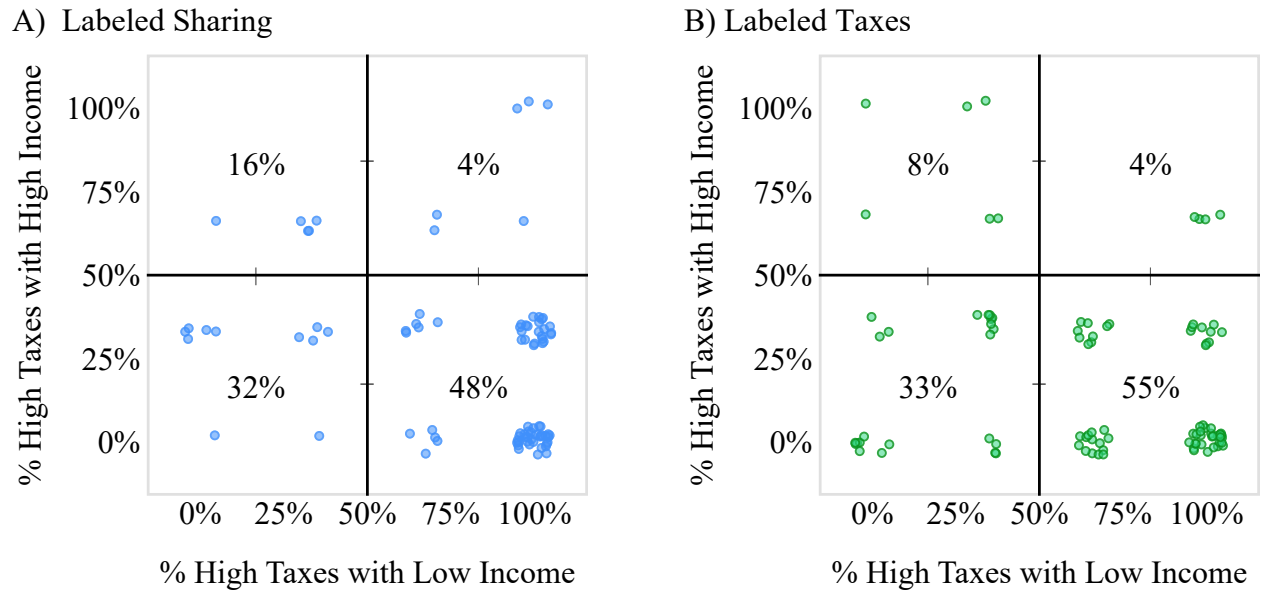 A) Labeled Sharing
% High Taxes with High Income
100%
75%
50%
25%
0%
16%
4%
32%
48%
0% 25% 50% 75% 100%
% High Taxes with Low Income
B) Labeled Taxes
% High Taxes with High Income
100%
75%
50%
25%
0%
8%
4%
33%
55%
0% 25% 50% 75% 100%
% High Taxes with Low Income